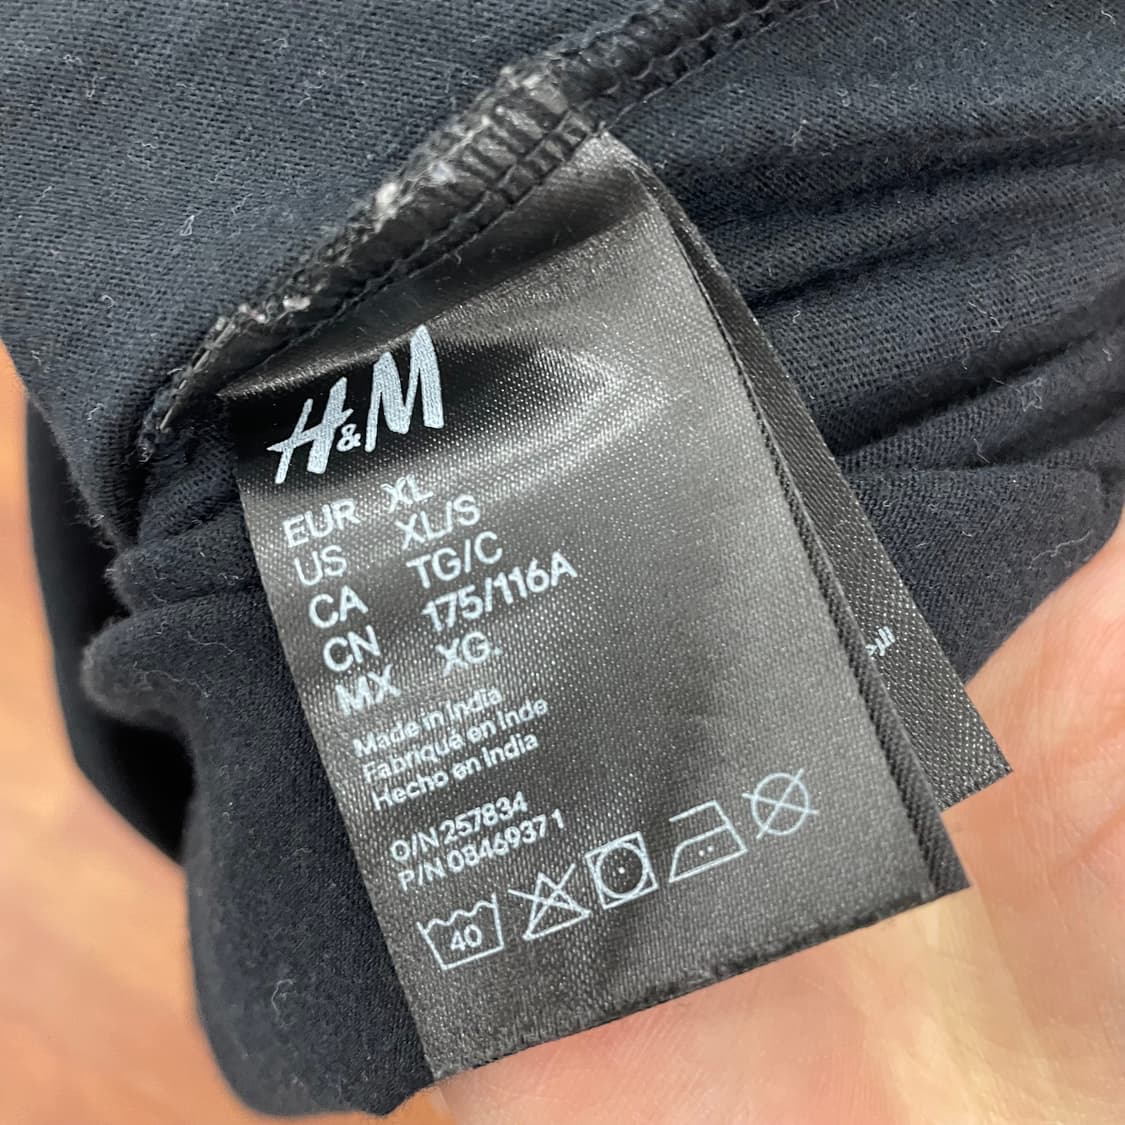 H&M
EUR XL
US XL/S
CA TG/C
CN 175/116A
MX XG.
Made in India
Fabriqué en Inde
Hecho en India
O/N 257834
P/N 08469371
40